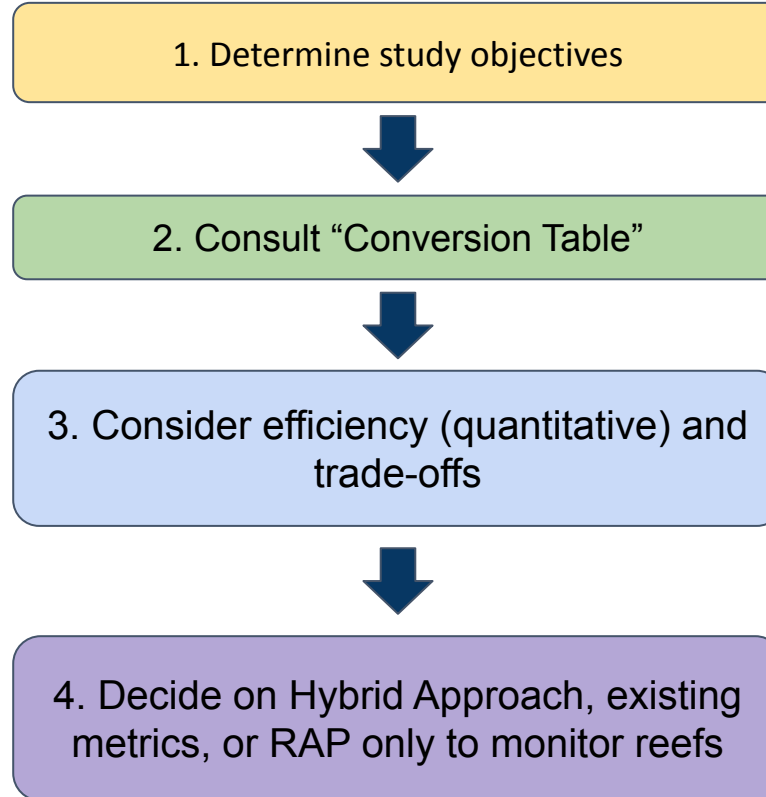 1. Determine study objectives
2. Consult “Conversion Table”
3. Consider efficiency (quantitative) and
trade-offs
4. Decide on Hybrid Approach, existing
metrics, or RAP only to monitor reefs